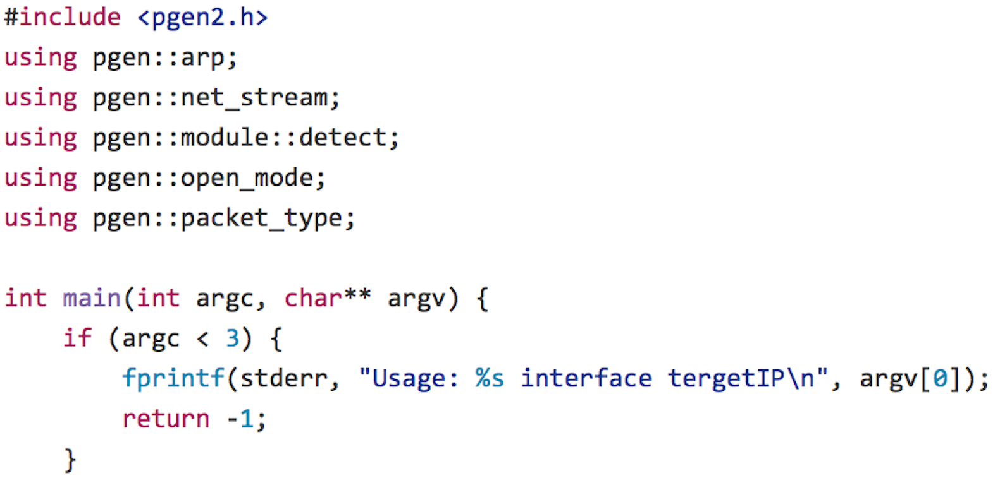 #include <pgen2.h>
using pgen::arp;
using pgen::net_stream;
using pgen::module::detect;
using pgen::open_mode;
using pgen::packet_type;

int main(int argc, char** argv) {
    if (argc < 3) {
        fprintf(stderr, "Usage: %s interface tergetIP\n", argv[0]);
        return -1;
    }